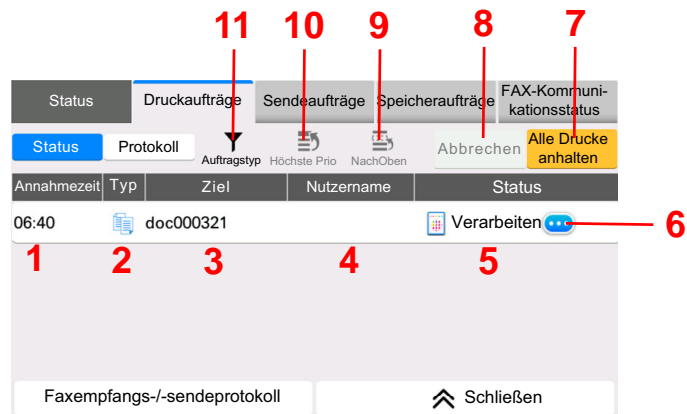 11 10 9 8 7
Status Druckaufträge Sendeaufträge Speicheraufträge FAX-Kommuni-
kationsstatus
Status Protokoll Auftragstyp Höchste Prio NachOben Abbrechen Alle Drucke
anhalten
Annahmezeit Typ Ziel Nutzername Status
06:40 doc000321 Verarbeiten 6
1 2 3 4 5
Faxempfangs-/-sendeprotokoll Schließen